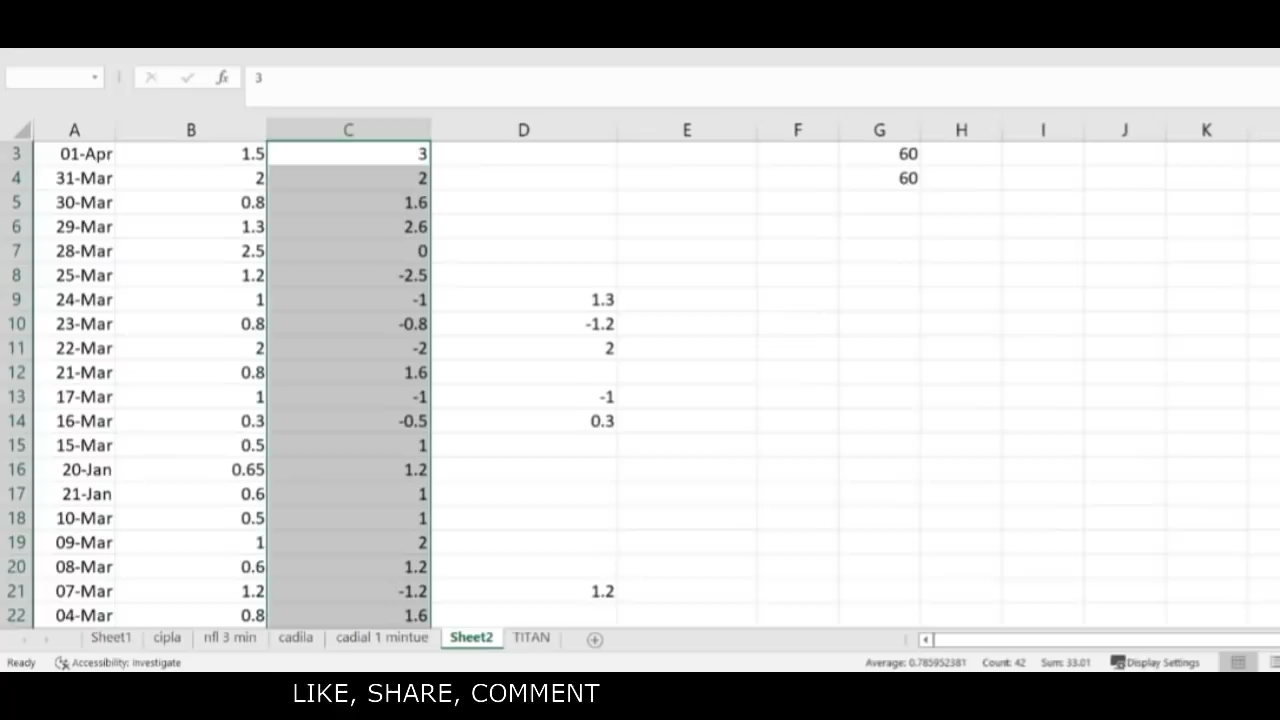 fx 3
A B C D E F G H I J K
3 01-Apr 1.5 3 60
4 31-Mar 2 2 60
5 30-Mar 0.8 1.6
6 29-Mar 1.3 2.6
7 28-Mar 2.5 0
8 25-Mar 1.2 -2.5
9 24-Mar 1 -1 1.3
10 23-Mar 0.8 -0.8 -1.2
11 22-Mar 2 -2 2
12 21-Mar 0.8 1.6
13 17-Mar 1 -1 -1
14 16-Mar 0.3 -0.5 0.3
15 15-Mar 0.5 1
16 20-Jan 0.65 1.2
17 21-Jan 0.6 1
18 10-Mar 0.5 1
19 09-Mar 1 2
20 08-Mar 0.6 1.2
21 07-Mar 1.2 -1.2 1.2
22 04-Mar 0.8 1.6
Sheet1 cipla nfl 3 min cadila cadial 1 mintue Sheet2 TITAN
Ready Accessibility: Investigate Average: 0.785952381 Count: 42 Sum: 33.01 Display Settings
LIKE, SHARE, COMMENT